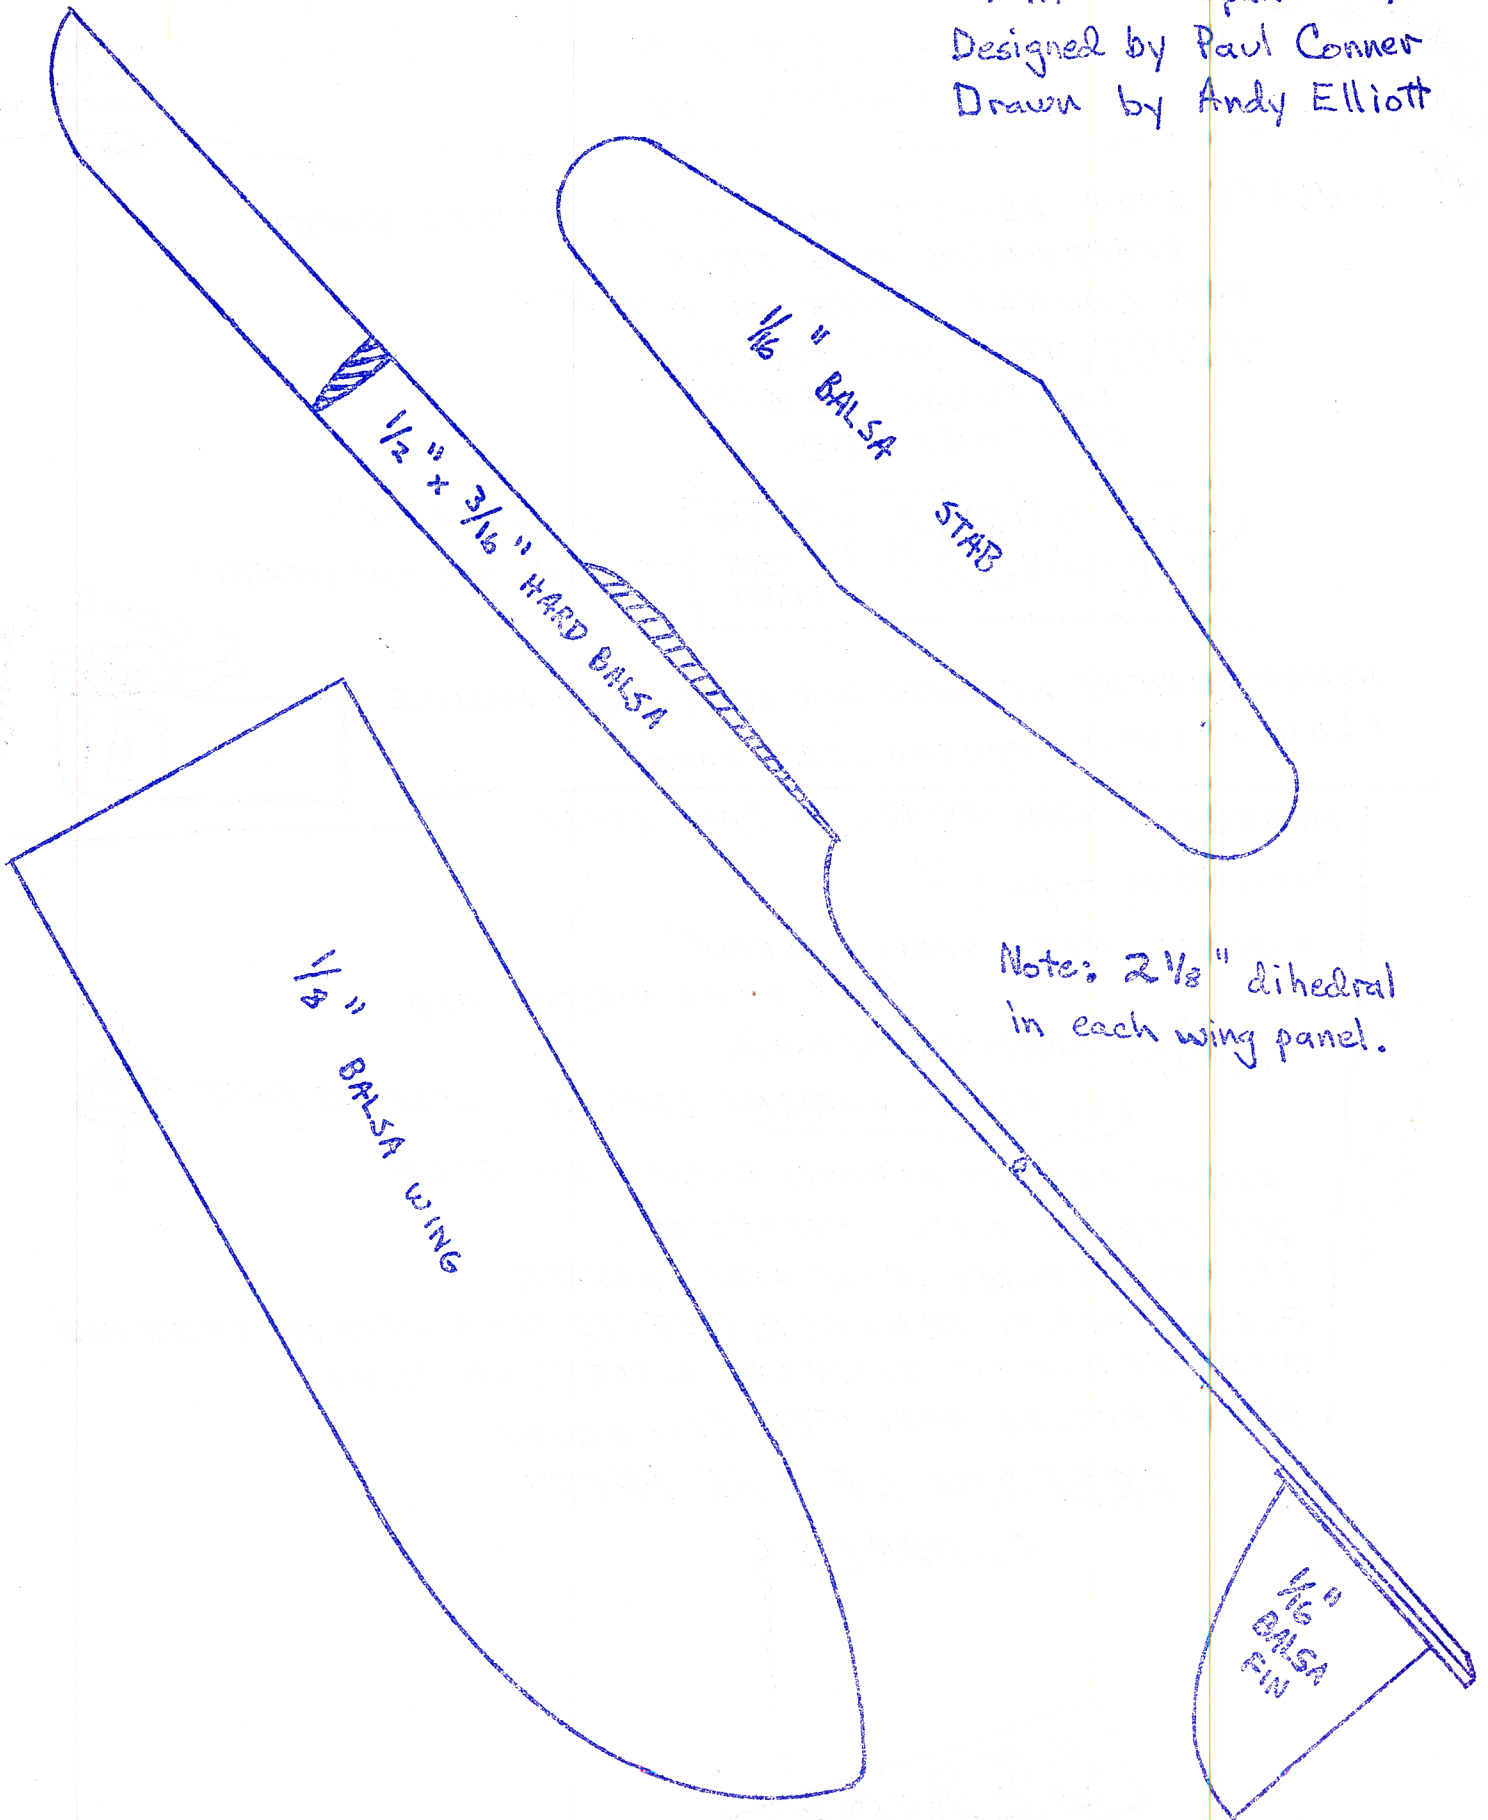 Designed by Paul Conner
Drawn by Andy Elliott
1/16" BALSA STAB
1/2" x 3/16" HARD BALSA
Note: 2 1/8" dihedral
in each wing panel.
1/8" BALSA WING
1/16"
BALSA
FIN